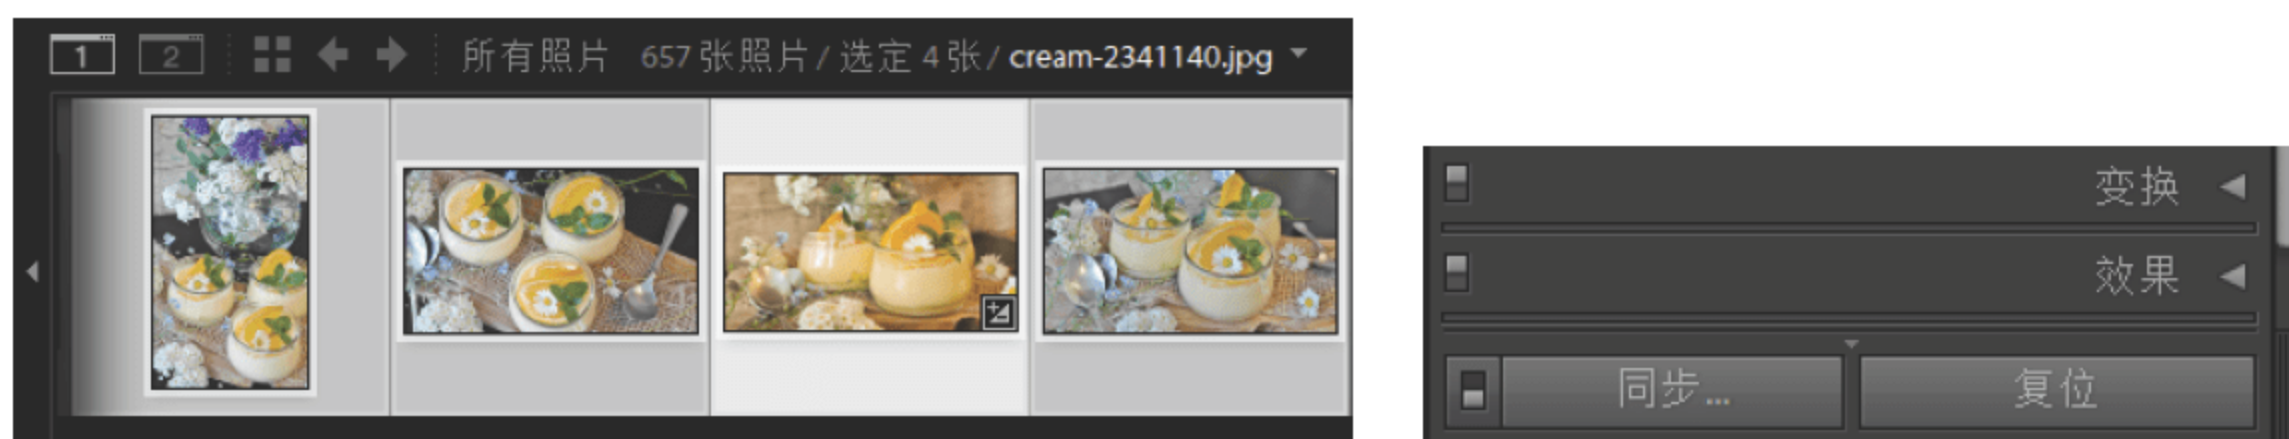 1 2 所有照片 657 张照片 / 选定 4 张 / cream-2341140.jpg
变换
效果
同步... 复位